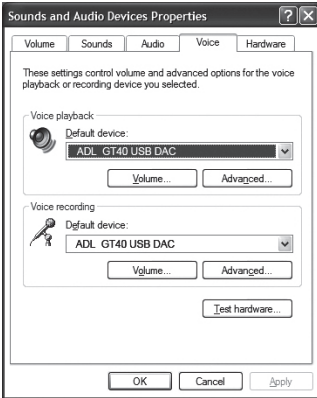 Sounds and Audio Devices Properties
Volume Sounds Audio Voice Hardware
These settings control volume and advanced options for the voice
playback or recording device you selected.
Voice playback
Default device:
ADL GT40 USB DAC
Volume... Advanced...
Voice recording
Default device:
ADL GT40 USB DAC
Volume... Advanced...
Test hardware...
OK Cancel Apply